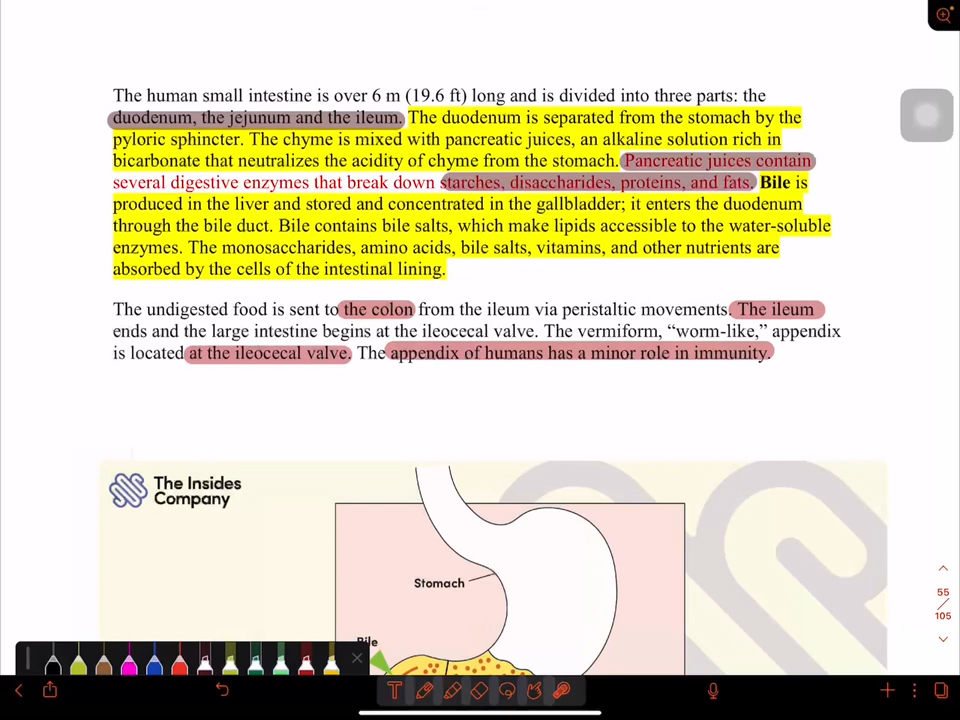 The human small intestine is over 6 m (19.6 ft) long and is divided into three parts: the
duodenum, the jejunum and the ileum. The duodenum is separated from the stomach by the
pyloric sphincter. The chyme is mixed with pancreatic juices, an alkaline solution rich in
bicarbonate that neutralizes the acidity of chyme from the stomach. Pancreatic juices contain
several digestive enzymes that break down starches, disaccharides, proteins, and fats. Bile is
produced in the liver and stored and concentrated in the gallbladder; it enters the duodenum
through the bile duct. Bile contains bile salts, which make lipids accessible to the water-soluble
enzymes. The monosaccharides, amino acids, bile salts, vitamins, and other nutrients are
absorbed by the cells of the intestinal lining.
The undigested food is sent to the colon from the ileum via peristaltic movements. The ileum
ends and the large intestine begins at the ileocecal valve. The vermiform, “worm-like,” appendix
is located at the ileocecal valve. The appendix of humans has a minor role in immunity.
The Insides
Company
Stomach
Bile
55
105